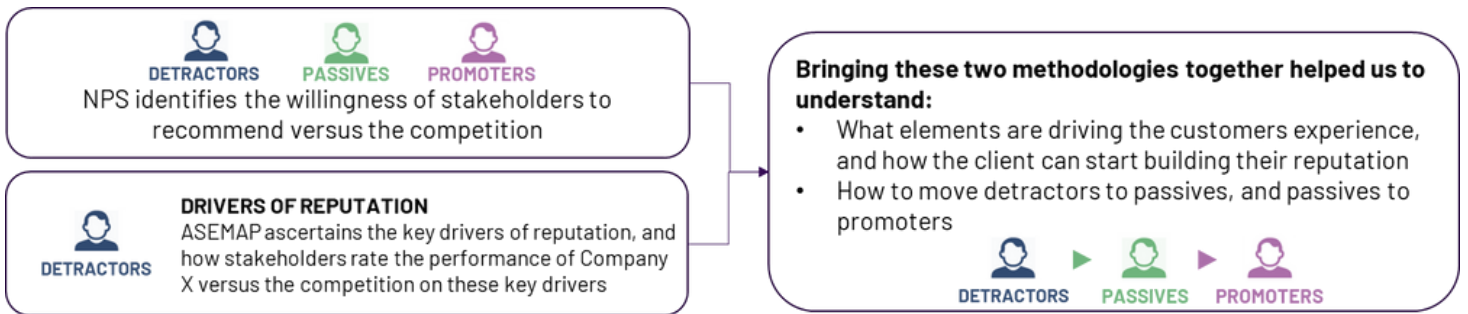 DETRACTORS PASSIVES PROMOTERS
NPS identifies the willingness of stakeholders to
recommend versus the competition
DRIVERS OF REPUTATION
ASEMAP ascertains the key drivers of reputation, and
how stakeholders rate the performance of Company
X versus the competition on these key drivers
DETRACTORS
Bringing these two methodologies together helped us to
understand:
• What elements are driving the customers experience,
and how the client can start building their reputation
• How to move detractors to passives, and passives to
promoters
DETRACTORS PASSIVES PROMOTERS